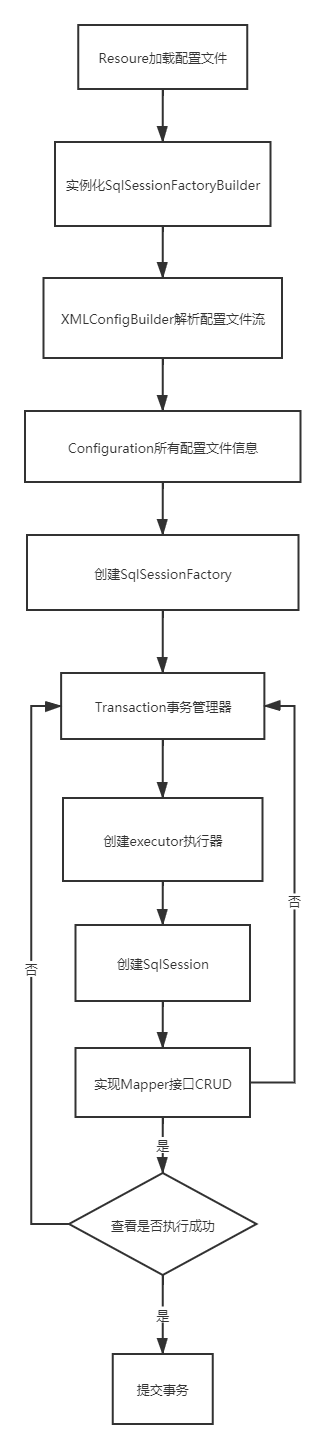 Resoure加载配置文件
实例化SqlSessionFactoryBuilder
XMLConfigBuilder解析配置文件流
Configuration所有配置文件信息
创建SqlSessionFactory
Transaction事务管理器
创建executor执行器
否
创建SqlSession
否
实现Mapper接口CRUD
是
查看是否执行成功
是
提交事务